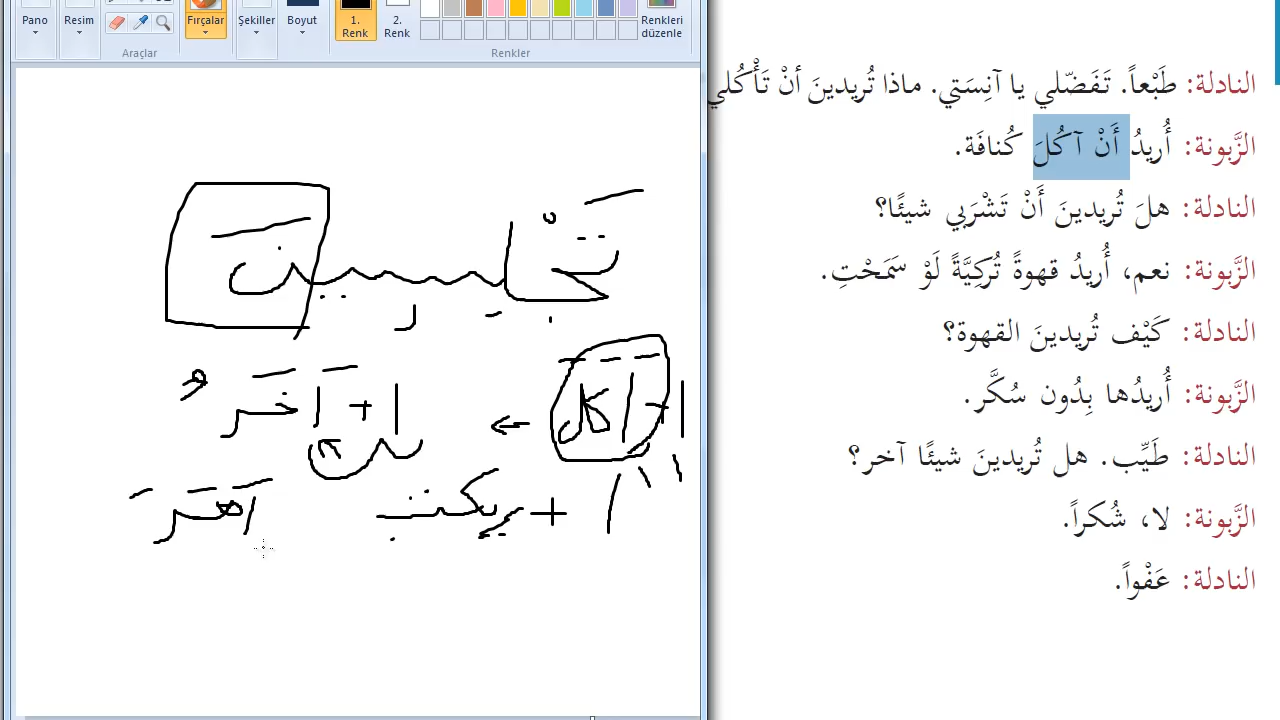 Pano
Resim
Fırçalar
Şekiller
Boyut
1. Renk
2. Renk
Renkleri düzenle
Araçlar
Renkler
النادلة: طَبْعاً. تَفَضّلي يا آنِسَتي. ماذا تُريدينَ أنْ تَأْكُلي
الزَّبونة: أُريدُ أَنْ آكُلَ كُنافَة.
النادلة: هلَ تُريدينَ أَنْ تَشْرَبي شيئًا؟
الزَّبونة: نعم، أُريدُ قهوةً تُركِيَّةً لَوْ سَمَحْتِ.
النادلة: كَيْف تُريدينَ القهوة؟
الزَّبونة: أُريدُها بِدُون سُكَّر.
النادلة: طَيِّب. هل تُريدينَ شيئًا آخر؟
الزَّبونة: لا، شُكراً.
النادلة: عَفْواً.